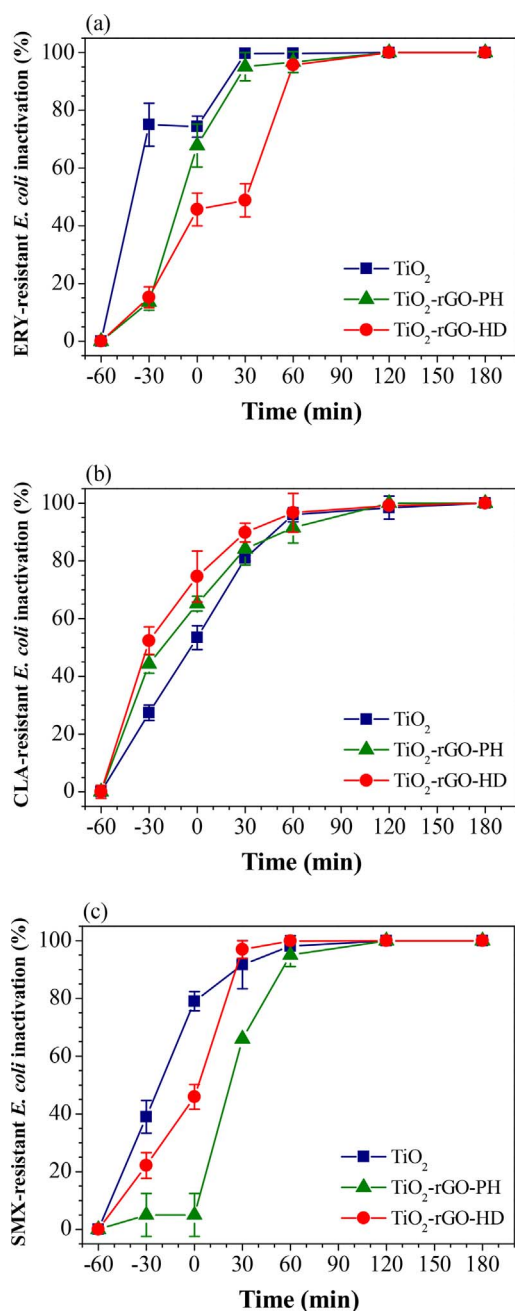 (a)
ERY-resistant E. coli inactivation (%)
100
80
60
40
20
0
TiO₂
TiO₂-rGO-PH
TiO₂-rGO-HD
-60 -30 0 30 60 90 120 150 180
Time (min)
(b)
CLA-resistant E. coli inactivation (%)
100
80
60
40
20
0
TiO₂
TiO₂-rGO-PH
TiO₂-rGO-HD
-60 -30 0 30 60 90 120 150 180
Time (min)
(c)
SMX-resistant E. coli inactivation (%)
100
80
60
40
20
0
TiO₂
TiO₂-rGO-PH
TiO₂-rGO-HD
-60 -30 0 30 60 90 120 150 180
Time (min)